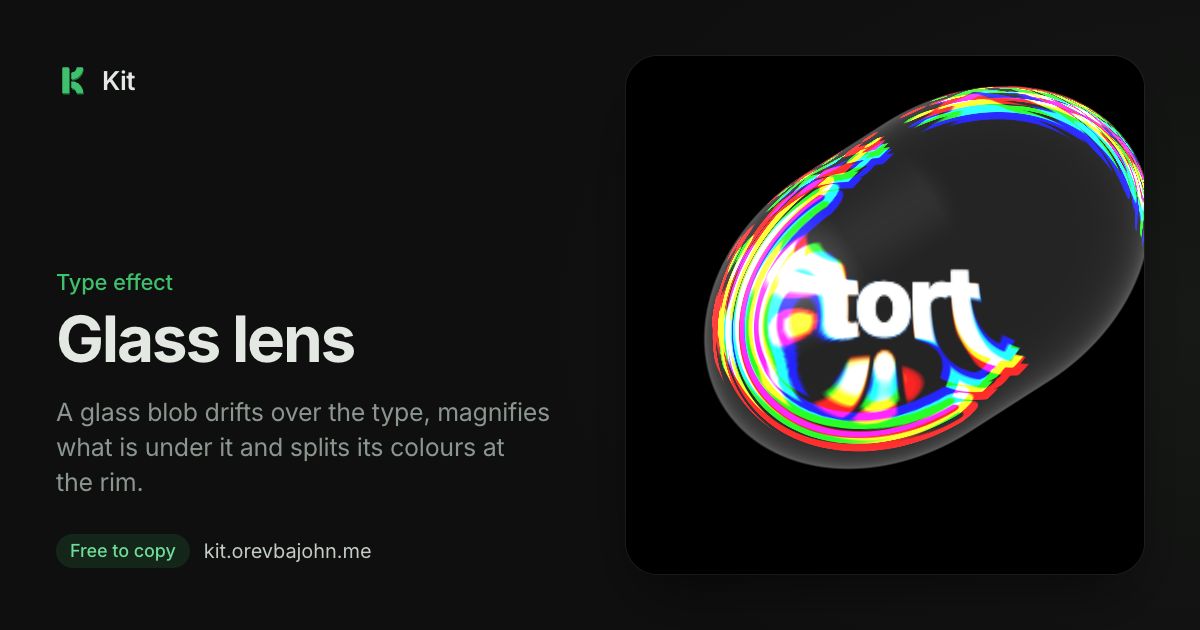 Kit
Type effect
Glass lens
A glass blob drifts over the type, magnifies
what is under it and splits its colours at
the rim.
Free to copy
kit.orevbajohn.me
tort